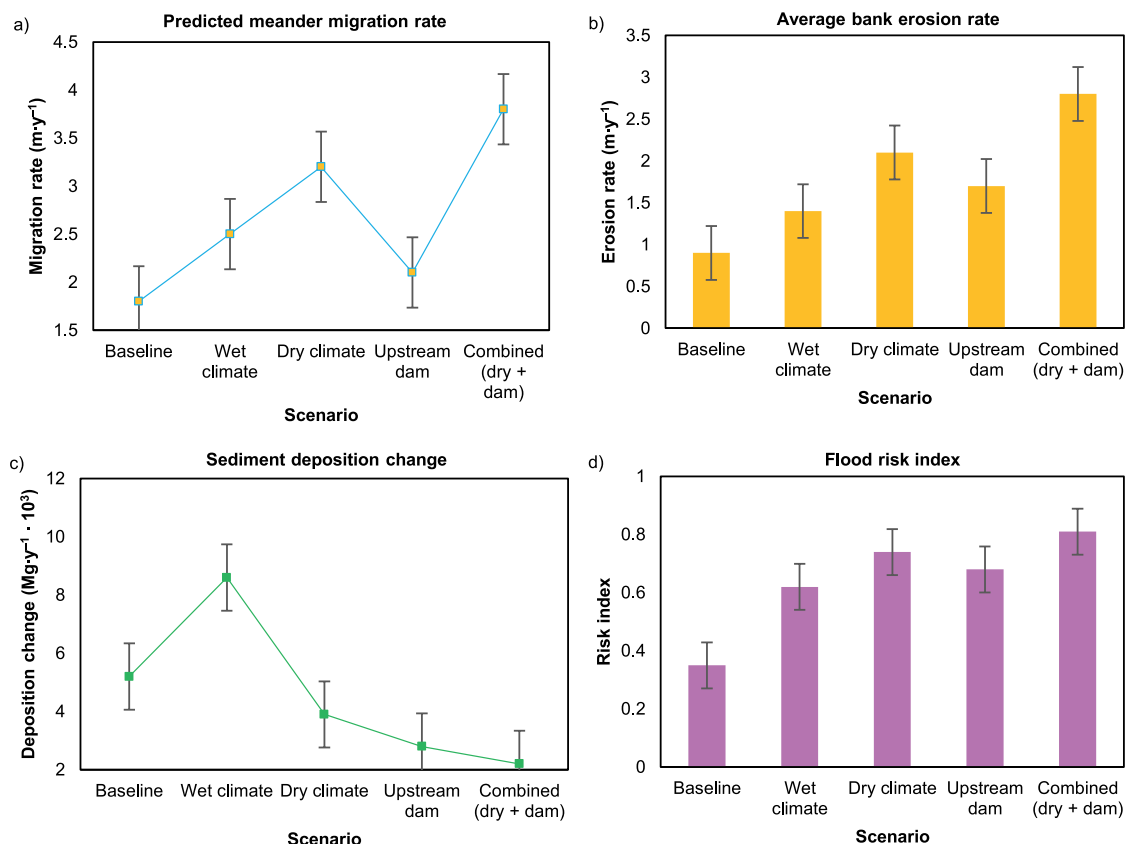 a)
Predicted meander migration rate
Migration rate (m·y⁻¹)
4.5
4
3.5
3
2.5
2
1.5
Baseline
Wet
climate
Dry climate
Upstream
dam
Combined
(dry +
dam)
Scenario
b)
Average bank erosion rate
Erosion rate (m·y⁻¹)
3.5
3
2.5
2
1.5
1
0.5
0
Baseline
Wet
climate
Dry climate
Upstream
dam
Combined
(dry + dam)
Scenario
c)
Sediment deposition change
Deposition change (Mg·y⁻¹ · 10³)
12
10
8
6
4
2
Baseline
Wet climate
Dry climate
Upstream
dam
Combined
(dry + dam)
Scenario
d)
Flood risk index
Risk index
1
0.8
0.6
0.4
0.2
0
Baseline
Wet
climate
Dry climate
Upstream
dam
Combined
(dry + dam)
Scenario